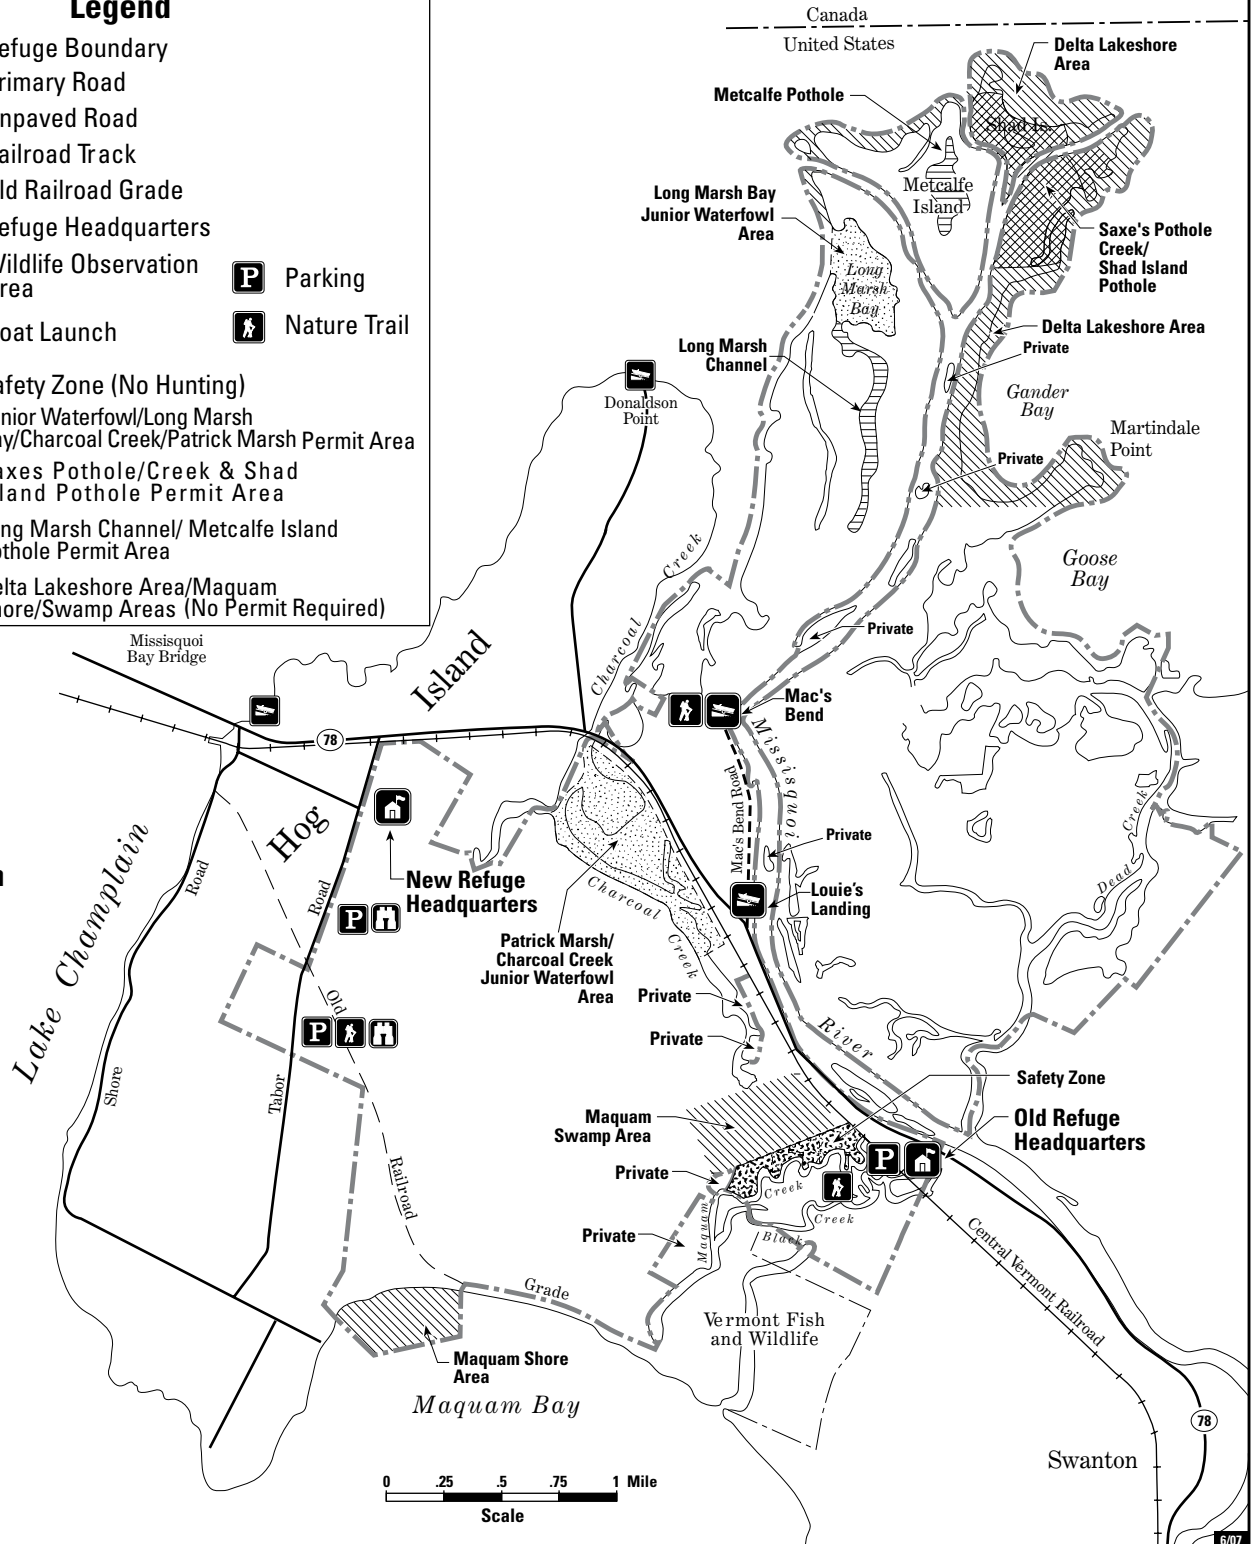 Legend
efuge Boundary
rimary Road
npaved Road
ailroad Track
ld Railroad Grade
efuge Headquarters
ildlife Observation
rea
oat Launch
P Parking
Nature Trail
afety Zone (No Hunting)
nior Waterfowl/Long Marsh
ay/Charcoal Creek/Patrick Marsh Permit Area
axes Pothole/Creek & Shad
land Pothole Permit Area
ng Marsh Channel/ Metcalfe Island
othole Permit Area
elta Lakeshore Area/Maquam
hore/Swamp Areas (No Permit Required)
Canada
United States
Delta Lakeshore
Area
Metcalfe Pothole
Shad Is.
Metcalfe
Island
Long Marsh Bay
Junior Waterfowl
Area
Saxe's Pothole
Creek/
Shad Island
Pothole
Long
Marsh
Bay
Delta Lakeshore Area
Private
Long Marsh
Channel
Gander
Bay
Donaldson
Point
Martindale
Point
Private
Goose
Bay
Creek
Charcoal
Private
Missisquoi
Bay Bridge
Island
Hog
78
Mac's
Bend
Missisquoi
Mac's Bend Road
Private
Creek
Dead
Lake Champlain
Road
Road
New Refuge
Headquarters
Charcoal
Creek
Louie's
Landing
P
Patrick Marsh/
Charcoal Creek
Junior Waterfowl
Area
Private
Private
Old
P
River
Shore
Tabor
Safety Zone
Maquam
Swamp Area
Old Refuge
Headquarters
P
Private
Creek
Railroad
Maquam
Creek
Private
Black
Central Vermont Railroad
Grade
Vermont Fish
and Wildlife
Maquam Shore
Area
Maquam Bay
78
Swanton
0 .25 .5 .75 1 Mile
Scale
6/07